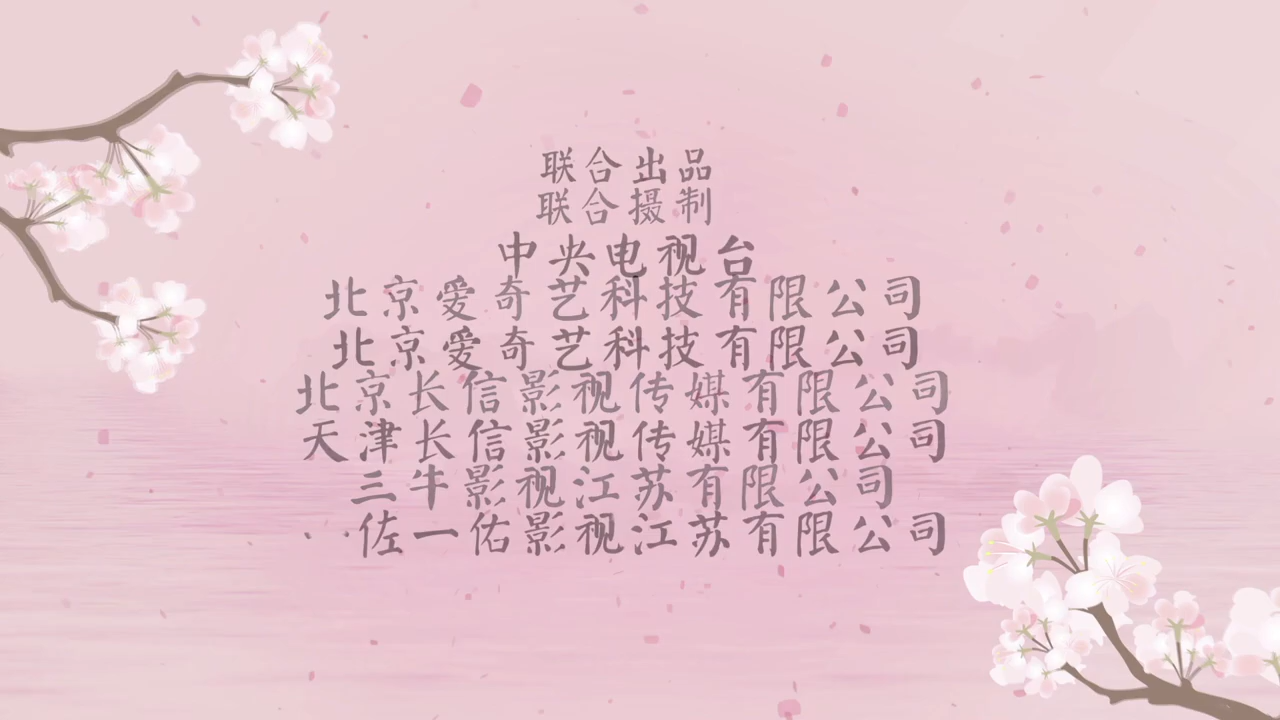 联合出品
联合摄制
中央电视台
北京爱奇艺科技有限公司
北京爱奇艺科技有限公司
北京长信影视传媒有限公司
天津长信影视传媒有限公司
三牛影视江苏有限公司
佐一佑影视江苏有限公司